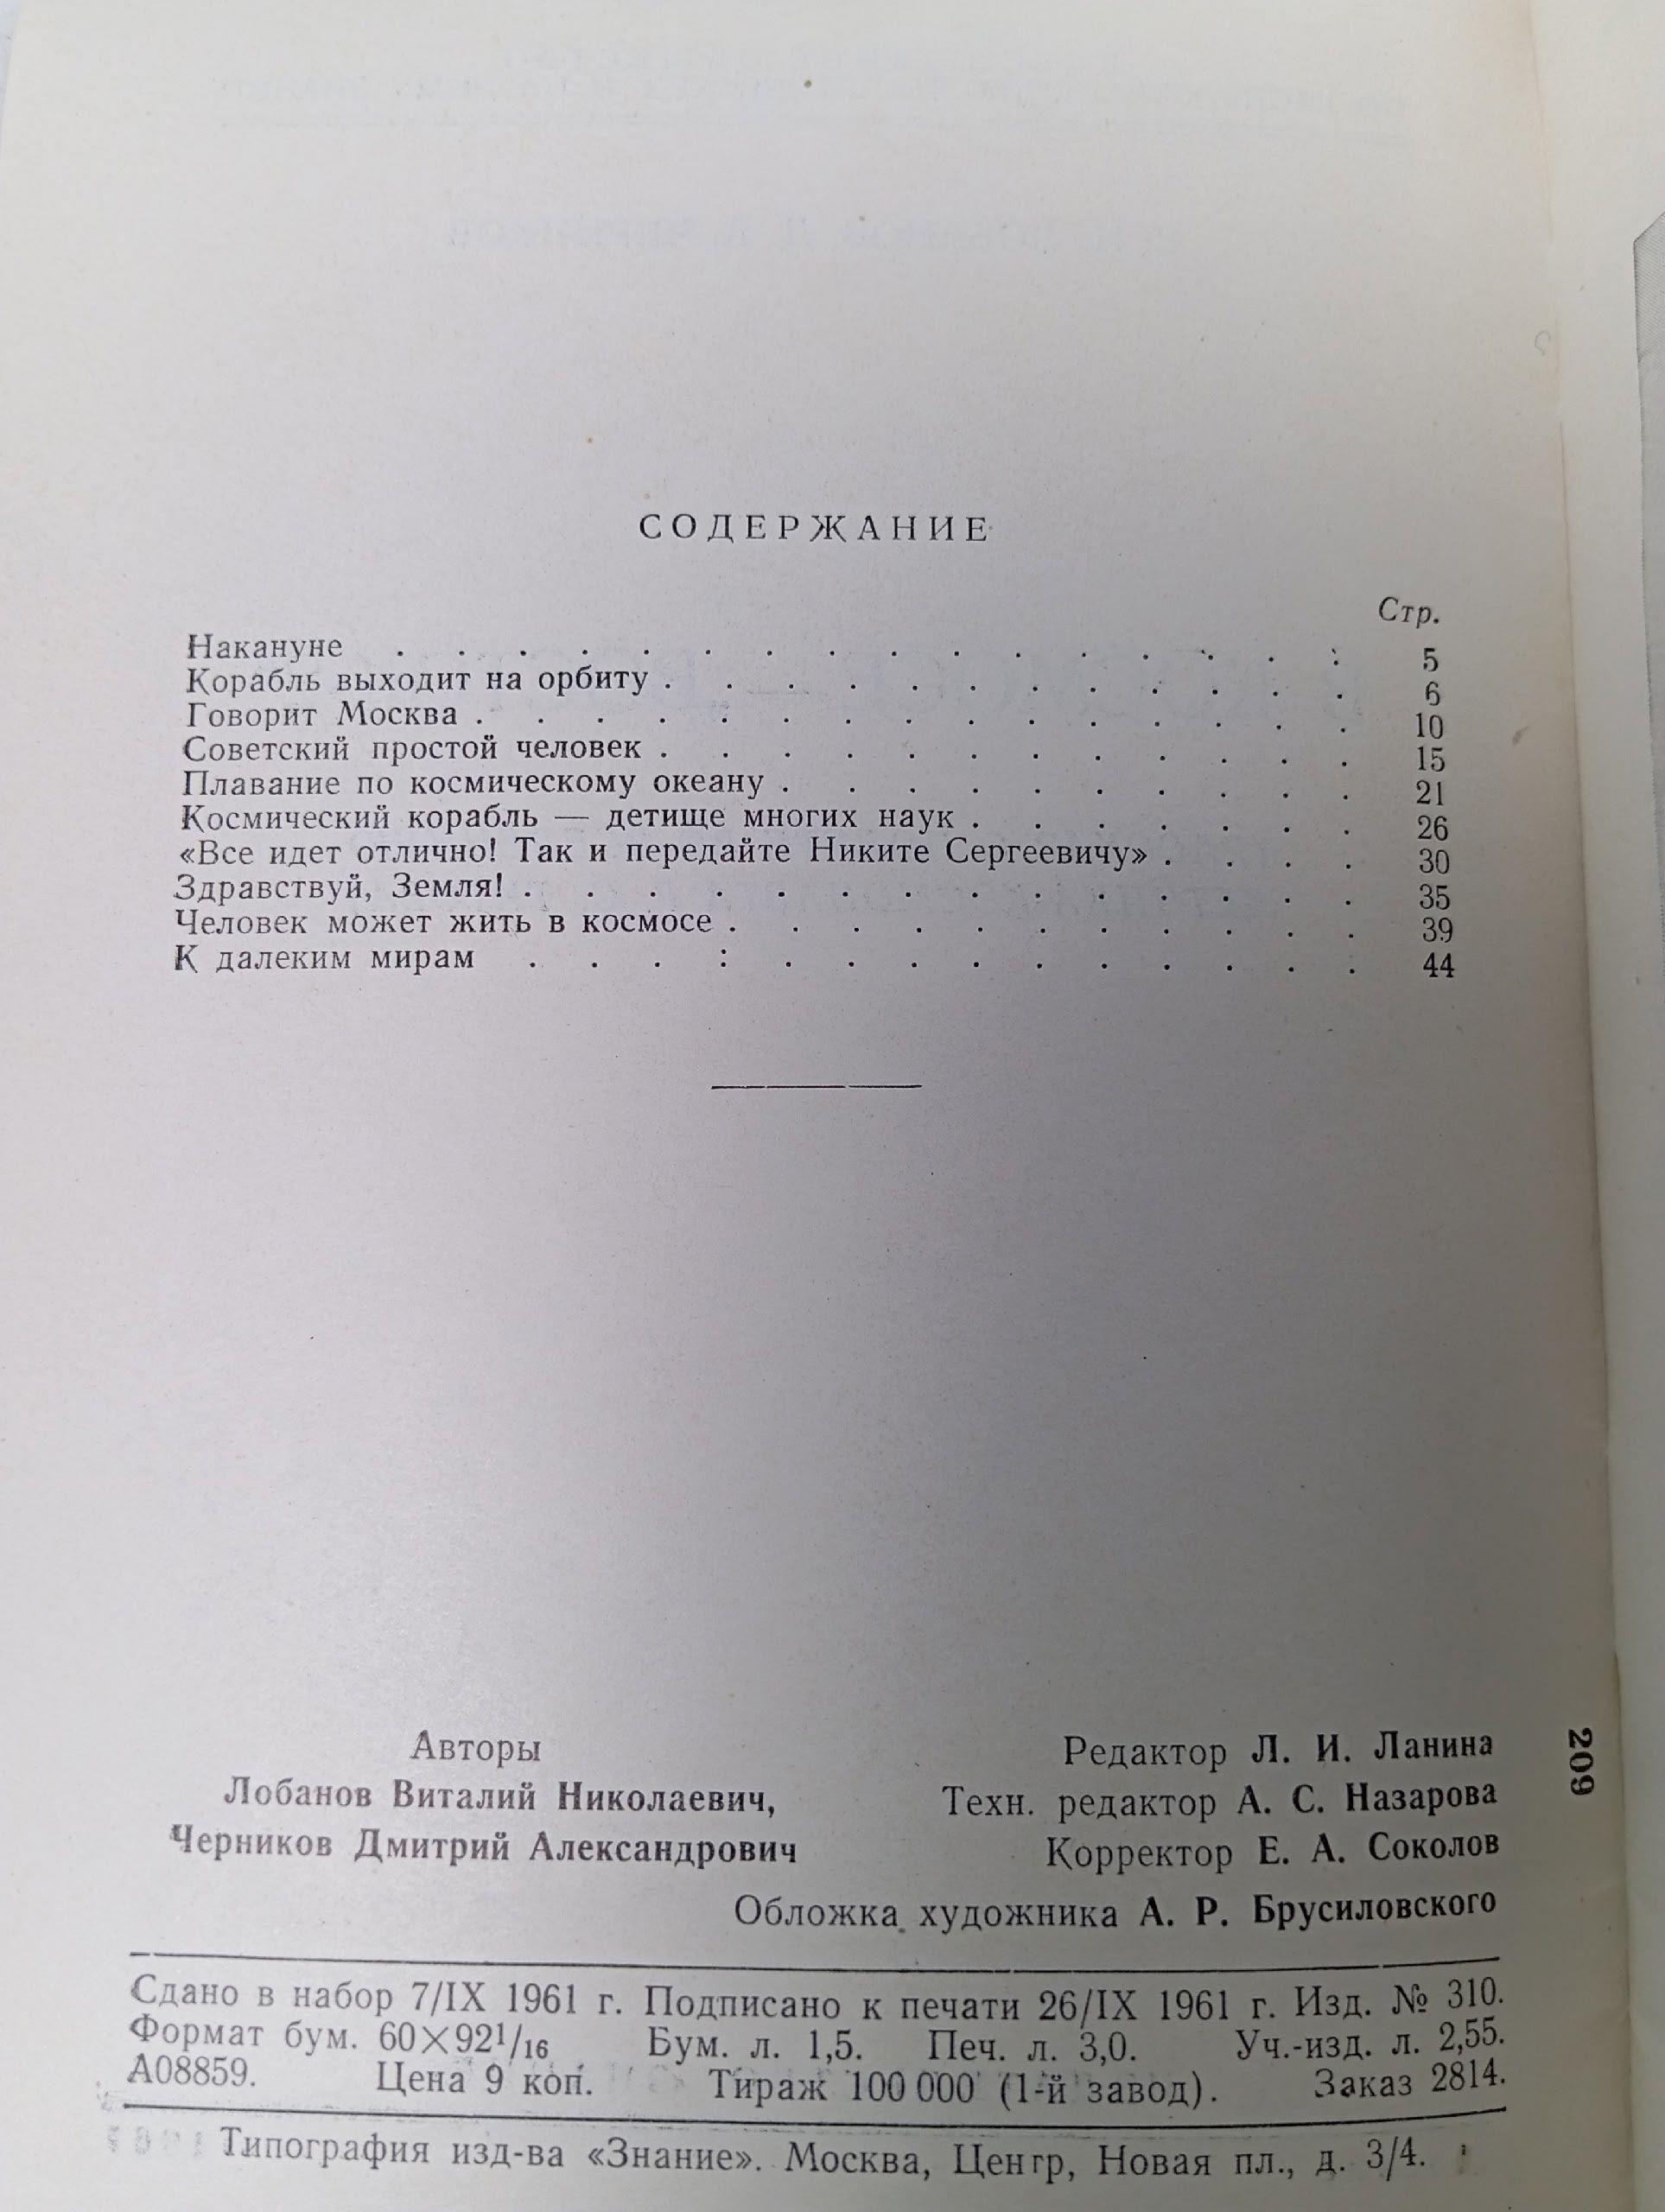 СОДЕРЖАНИЕ
Стр.
Накануне . . . . . . . . . . . . . . . . 5
Корабль выходит на орбиту . . . . . . . . . . . . 6
Говорит Москва . . . . . . . . . . . . . . . 10
Советский простой человек . . . . . . . . . . . . 15
Плавание по космическому океану . . . . . . . . . . 21
Космический корабль — детище многих наук . . . . . . . 26
«Все идет отлично! Так и передайте Никите Сергеевичу» . . . . 30
Здравствуй, Земля! . . . . . . . . . . . . . . 35
Человек может жить в космосе . . . . . . . . . . . 39
К далеким мирам . . . . . . . . . . . . . . 44
Авторы
Лобанов Виталий Николаевич,
Черников Дмитрий Александрович
Редактор Л. И. Ланина
Техн. редактор А. С. Назарова
Корректор Е. А. Соколов
Обложка художника А. Р. Брусиловского
209
Сдано в набор 7/IX 1961 г. Подписано к печати 26/IX 1961 г. Изд. № 310.
Формат бум. 60×92 1/16 Бум. л. 1,5. Печ. л. 3,0. Уч.-изд. л. 2,55.
А08859. Цена 9 коп. Тираж 100 000 (1-й завод). Заказ 2814.
Типография изд-ва «Знание». Москва, Центр, Новая пл., д. 3/4.